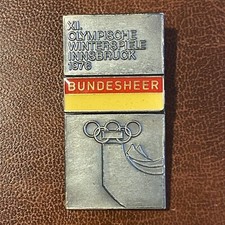 XII.
OLYMPISCHE
WINTERSPIELE
INNSBRUCK
1976
BUNDESHEER